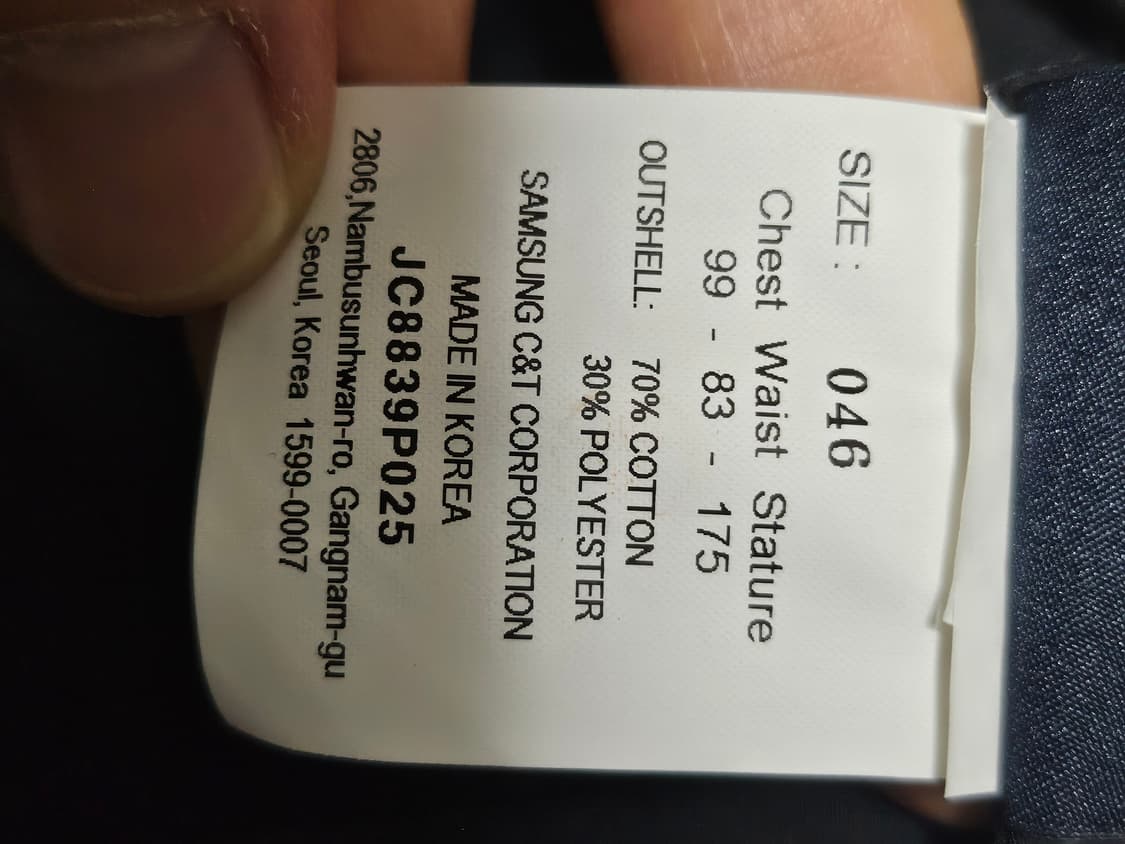 SIZE : 046
Chest Waist Stature
99 - 83 - 175
OUTSHELL: 70% COTTON
30% POLYESTER
SAMSUNG C&T CORPORATION
MADE IN KOREA
JC8839P025
2806,Nambusunhwan-ro, Gangnam-gu
Seoul, Korea 1599-0007